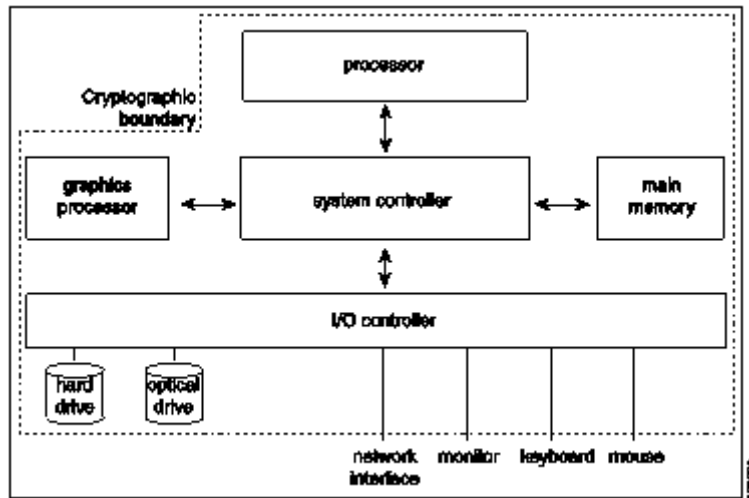 processor
Cryptographic
boundary
graphics
processor
system controller
main
memory
I/O controller
hard
drive
optical
drive
network
interface
monitor
keyboard
mouse